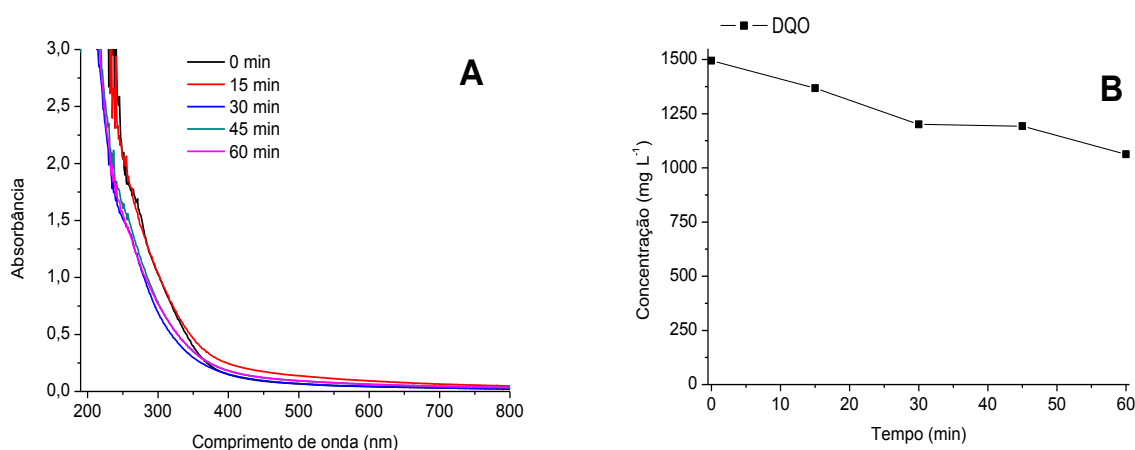 3,0
2,5
2,0
1,5
1,0
0,5
0,0
Absorbância
200 300 400 500 600 700 800
Comprimento de onda (nm)
0 min
15 min
30 min
45 min
60 min
A
DQO
1500
1250
1000
750
500
250
0
Concentração (mg L⁻¹)
0 10 20 30 40 50 60
Tempo (min)
B